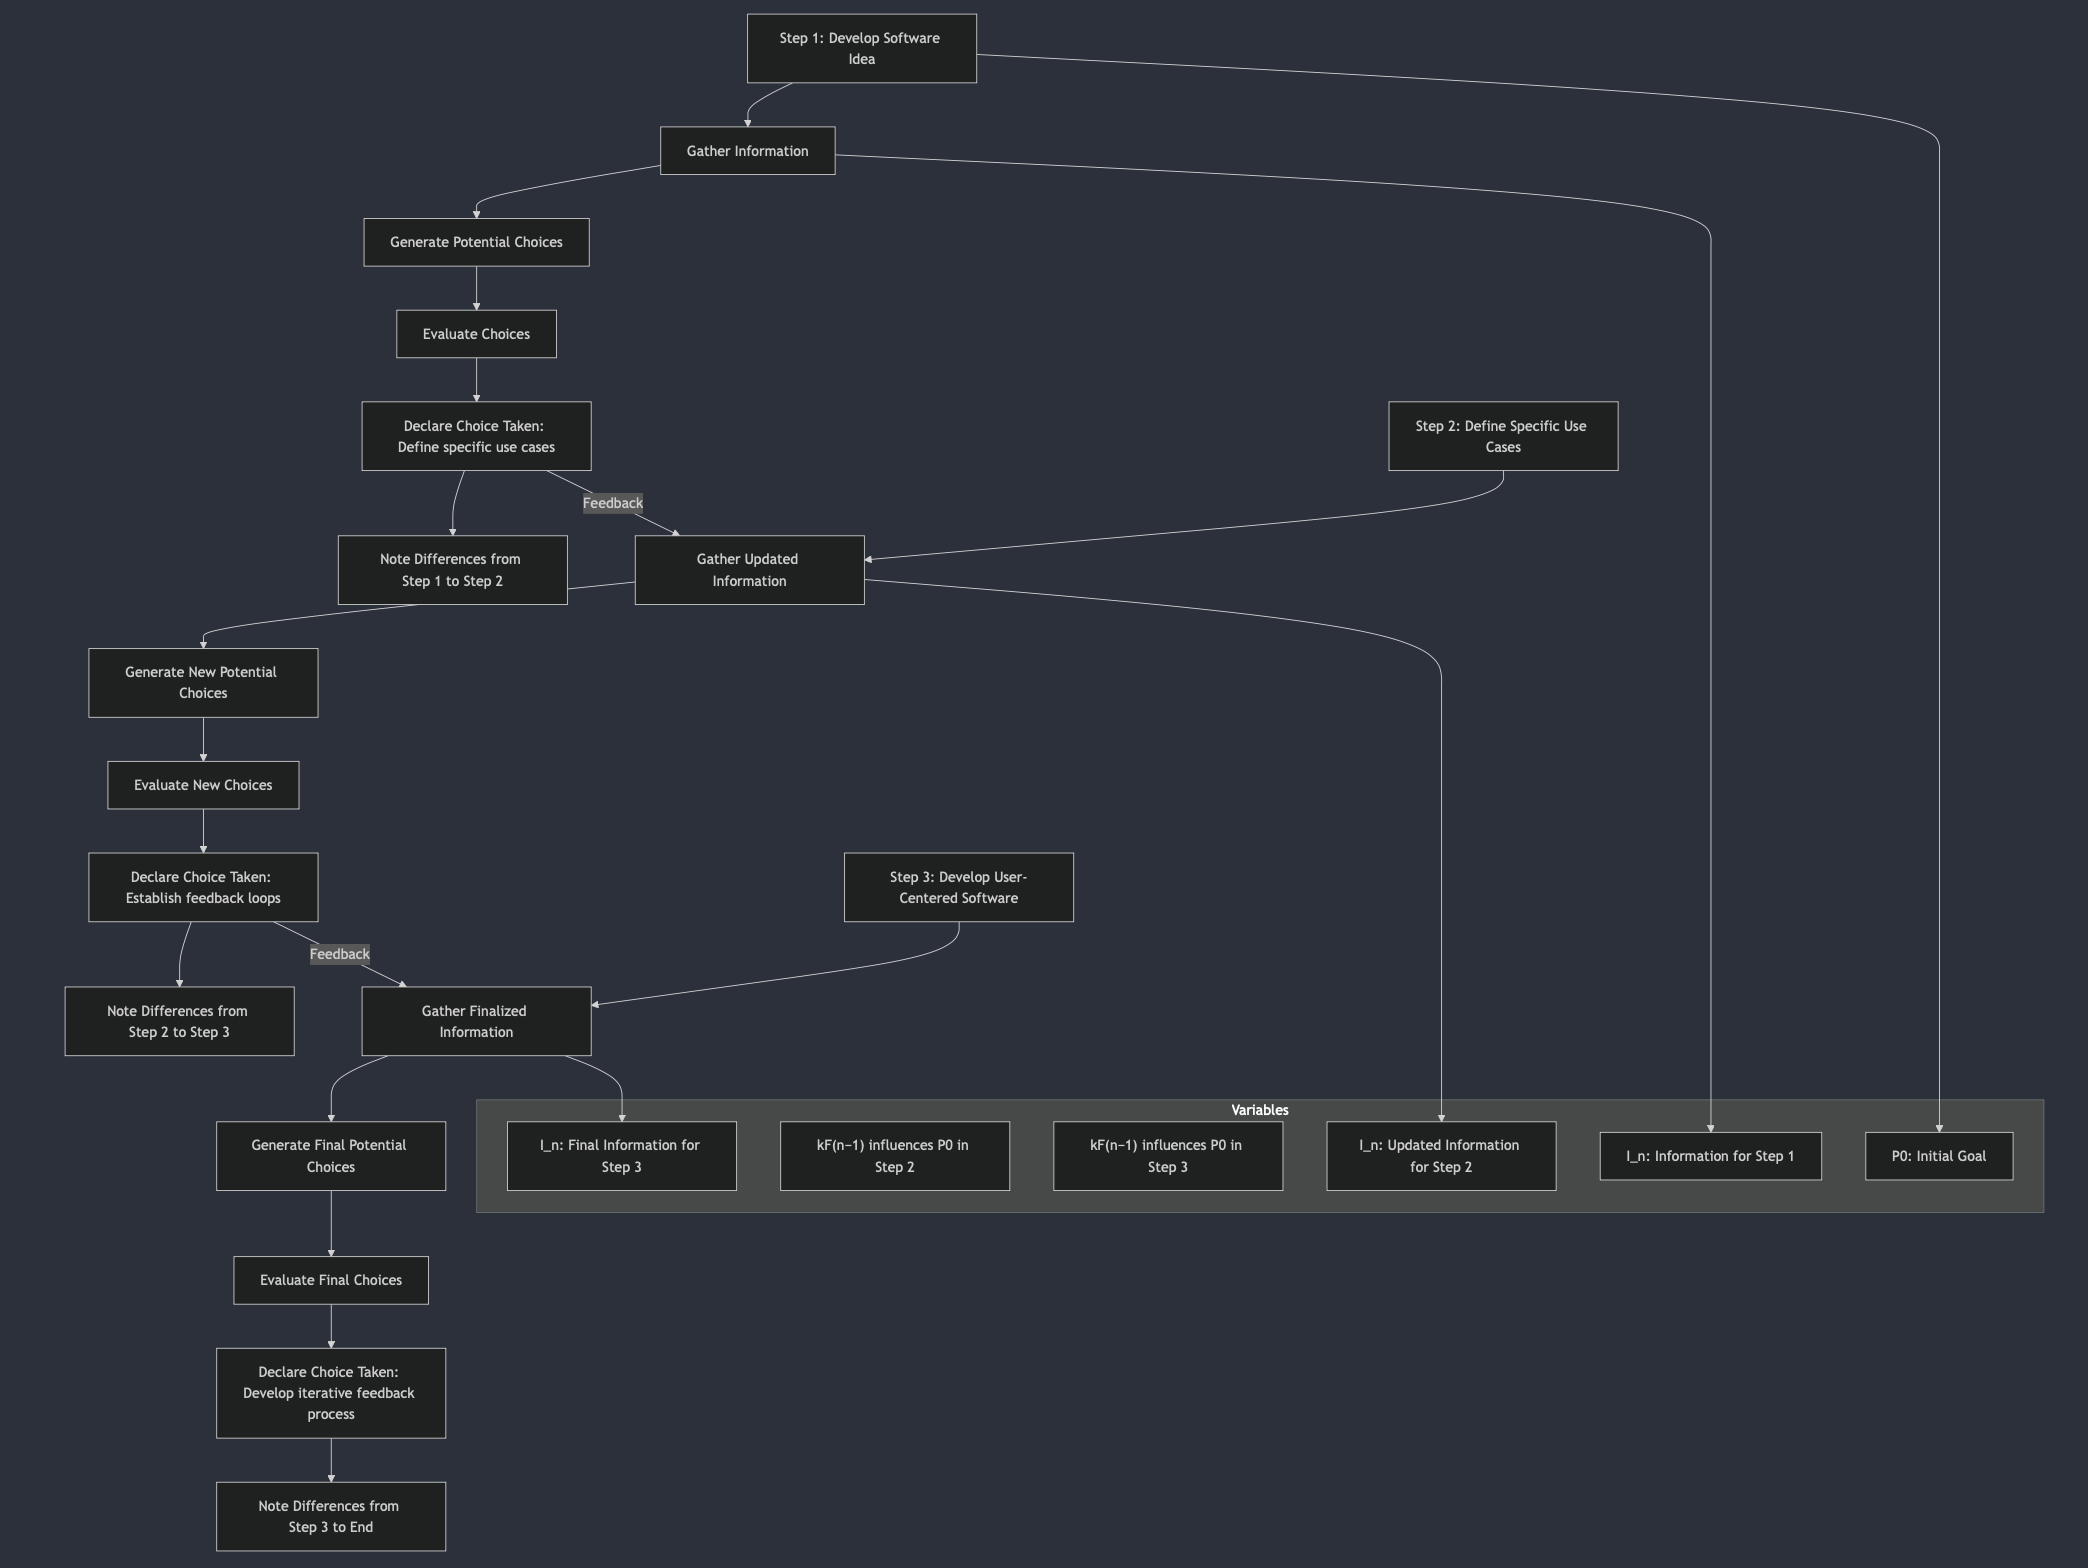 Step 1: Develop Software
Idea
Gather Information
Generate Potential Choices
Evaluate Choices
Declare Choice Taken:
Define specific use cases
Step 2: Define Specific Use
Cases
Feedback
Note Differences from
Step 1 to Step 2
Gather Updated
Information
Generate New Potential
Choices
Evaluate New Choices
Declare Choice Taken:
Establish feedback loops
Step 3: Develop User-
Centered Software
Feedback
Note Differences from
Step 2 to Step 3
Gather Finalized
Information
Variables
Generate Final Potential
Choices
I_n: Final Information for
Step 3
kF(n−1) influences P0 in
Step 2
kF(n−1) influences P0 in
Step 3
I_n: Updated Information
for Step 2
I_n: Information for Step 1
P0: Initial Goal
Evaluate Final Choices
Declare Choice Taken:
Develop iterative feedback
process
Note Differences from
Step 3 to End